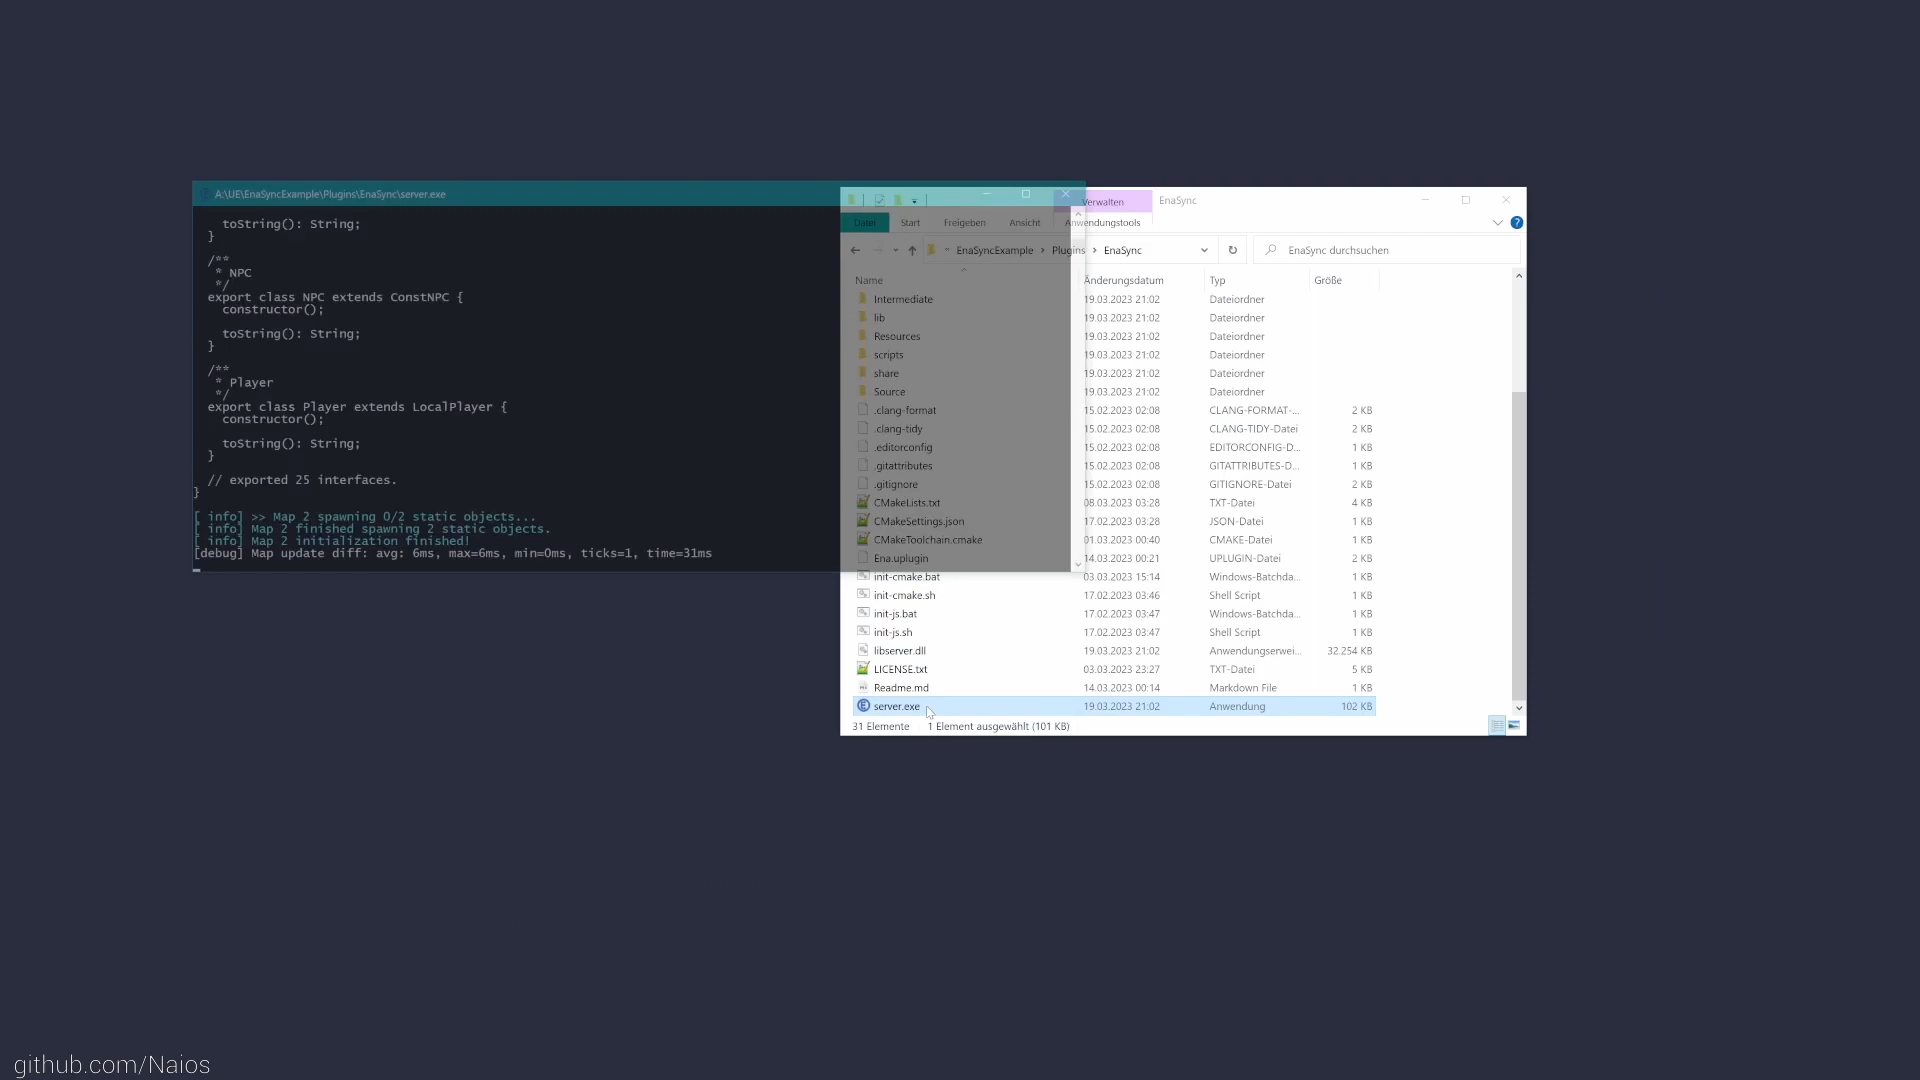 A:\UE\EnaSyncExample\Plugins\EnaSync\server.exe
toString(): String;
}
/**
* NPC
*/
export class NPC extends ConstNPC {
constructor();
toString(): String;
}
/**
* Player
*/
export class Player extends LocalPlayer {
constructor();
toString(): String;
}
// exported 25 interfaces.
}
[ info] >> Map 2 spawning 0/2 static objects...
[ info] Map 2 finished spawning 2 static objects.
[ info] Map 2 initialization finished!
[debug] Map update diff: avg: 6ms, max=6ms, min=0ms, ticks=1, time=31ms
Verwalten EnaSync
Datei Start Freigeben Ansicht Anwendungstools
EnaSyncExample > Plugins > EnaSync EnaSync durchsuchen
Name Änderungsdatum Typ Größe
Intermediate 19.03.2023 21:02 Dateiordner
lib 19.03.2023 21:02 Dateiordner
Resources 19.03.2023 21:02 Dateiordner
scripts 19.03.2023 21:02 Dateiordner
share 19.03.2023 21:02 Dateiordner
Source 19.03.2023 21:02 Dateiordner
.clang-format 15.02.2023 02:08 CLANG-FORMAT-... 2 KB
.clang-tidy 15.02.2023 02:08 CLANG-TIDY-Datei 2 KB
.editorconfig 15.02.2023 02:08 EDITORCONFIG-D... 1 KB
.gitattributes 15.02.2023 02:08 GITATTRIBUTES-D... 1 KB
.gitignore 15.02.2023 02:08 GITIGNORE-Datei 2 KB
CMakeLists.txt 08.03.2023 03:28 TXT-Datei 4 KB
CMakeSettings.json 17.02.2023 03:28 JSON-Datei 1 KB
CMakeToolchain.cmake 01.03.2023 00:40 CMAKE-Datei 1 KB
Ena.uplugin 14.03.2023 00:21 UPLUGIN-Datei 2 KB
init-cmake.bat 03.03.2023 15:14 Windows-Batchda... 1 KB
init-cmake.sh 17.02.2023 03:46 Shell Script 1 KB
init-js.bat 17.02.2023 03:47 Windows-Batchda... 1 KB
init-js.sh 17.02.2023 03:47 Shell Script 1 KB
libserver.dll 19.03.2023 21:02 Anwendungserwei... 32.254 KB
LICENSE.txt 03.03.2023 23:27 TXT-Datei 5 KB
Readme.md 14.03.2023 00:14 Markdown File 1 KB
server.exe 19.03.2023 21:02 Anwendung 102 KB
31 Elemente 1 Element ausgewählt (101 KB)
github.com/Naios